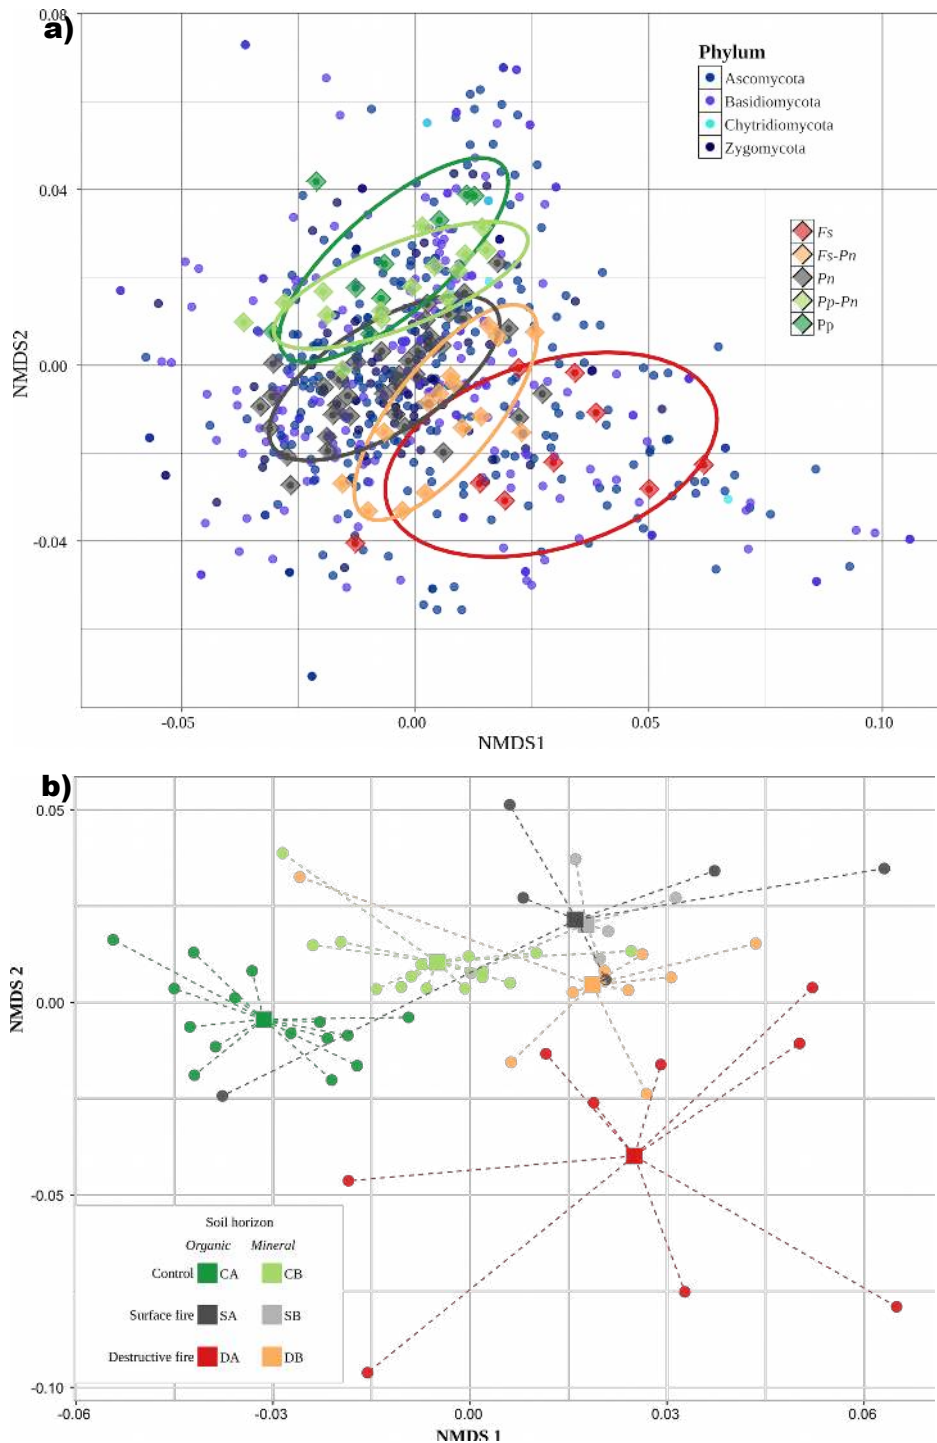 a)
0.08
0.04
0.00
-0.04
NMDS2
Phylum
Ascomycota
Basidiomycota
Chytridiomycota
Zygomycota
Fs
Fs-Pn
Pn
Pp-Pn
Pp
-0.05 0.00 0.05 0.10
NMDS1
b)
0.05
0.00
-0.05
-0.10
NMDS 2
Soil horizon
Organic Mineral
Control CA CB
Surface fire SA SB
Destructive fire DA DB
-0.06 -0.03 0.00 0.03 0.06
NMDS 1